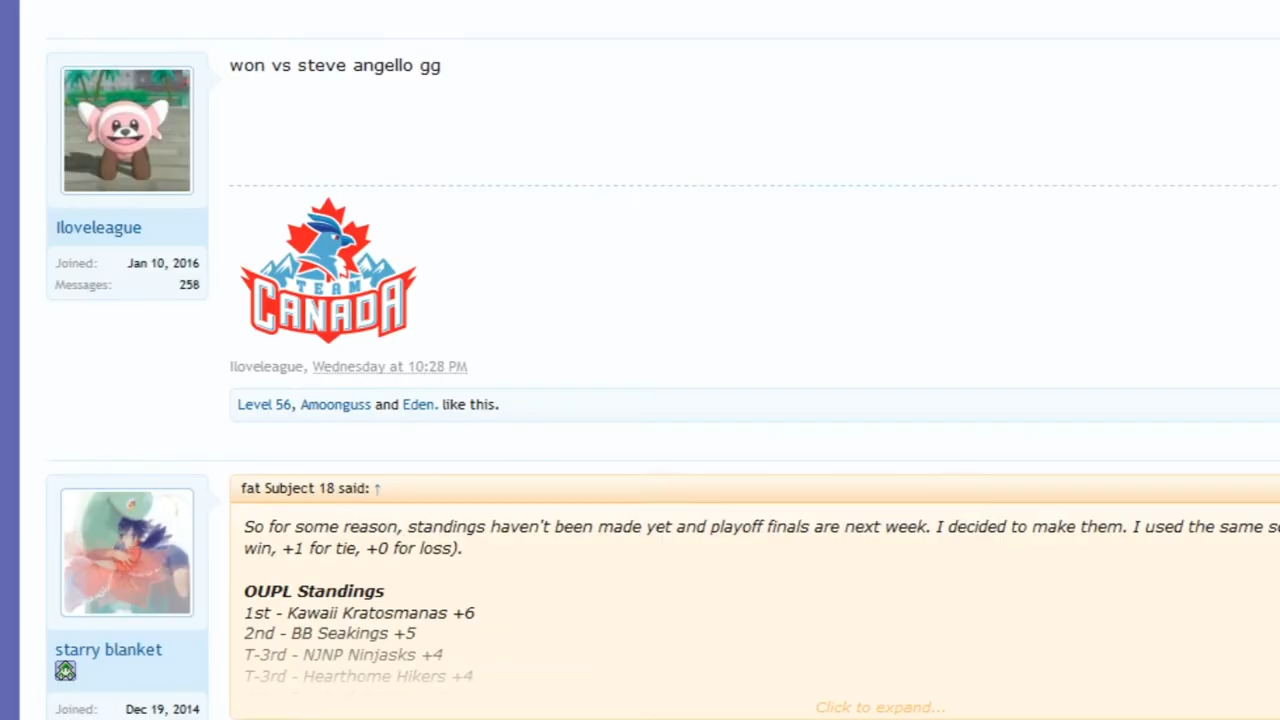 won vs steve angello gg
Iloveleague
Joined: Jan 10, 2016
Messages: 258
TEAM
CANADA
Iloveleague, Wednesday at 10:28 PM
Level 56, Amoonguss and Eden. like this.
starry blanket
Joined: Dec 19, 2014
fat Subject 18 said: ↑
So for some reason, standings haven't been made yet and playoff finals are next week. I decided to make them. I used the same
win, +1 for tie, +0 for loss).
OUPL Standings
1st - Kawaii Kratosmanas +6
2nd - BB Seakings +5
T-3rd - NJNP Ninjasks +4
T-3rd - Hearthome Hikers +4
Click to expand...